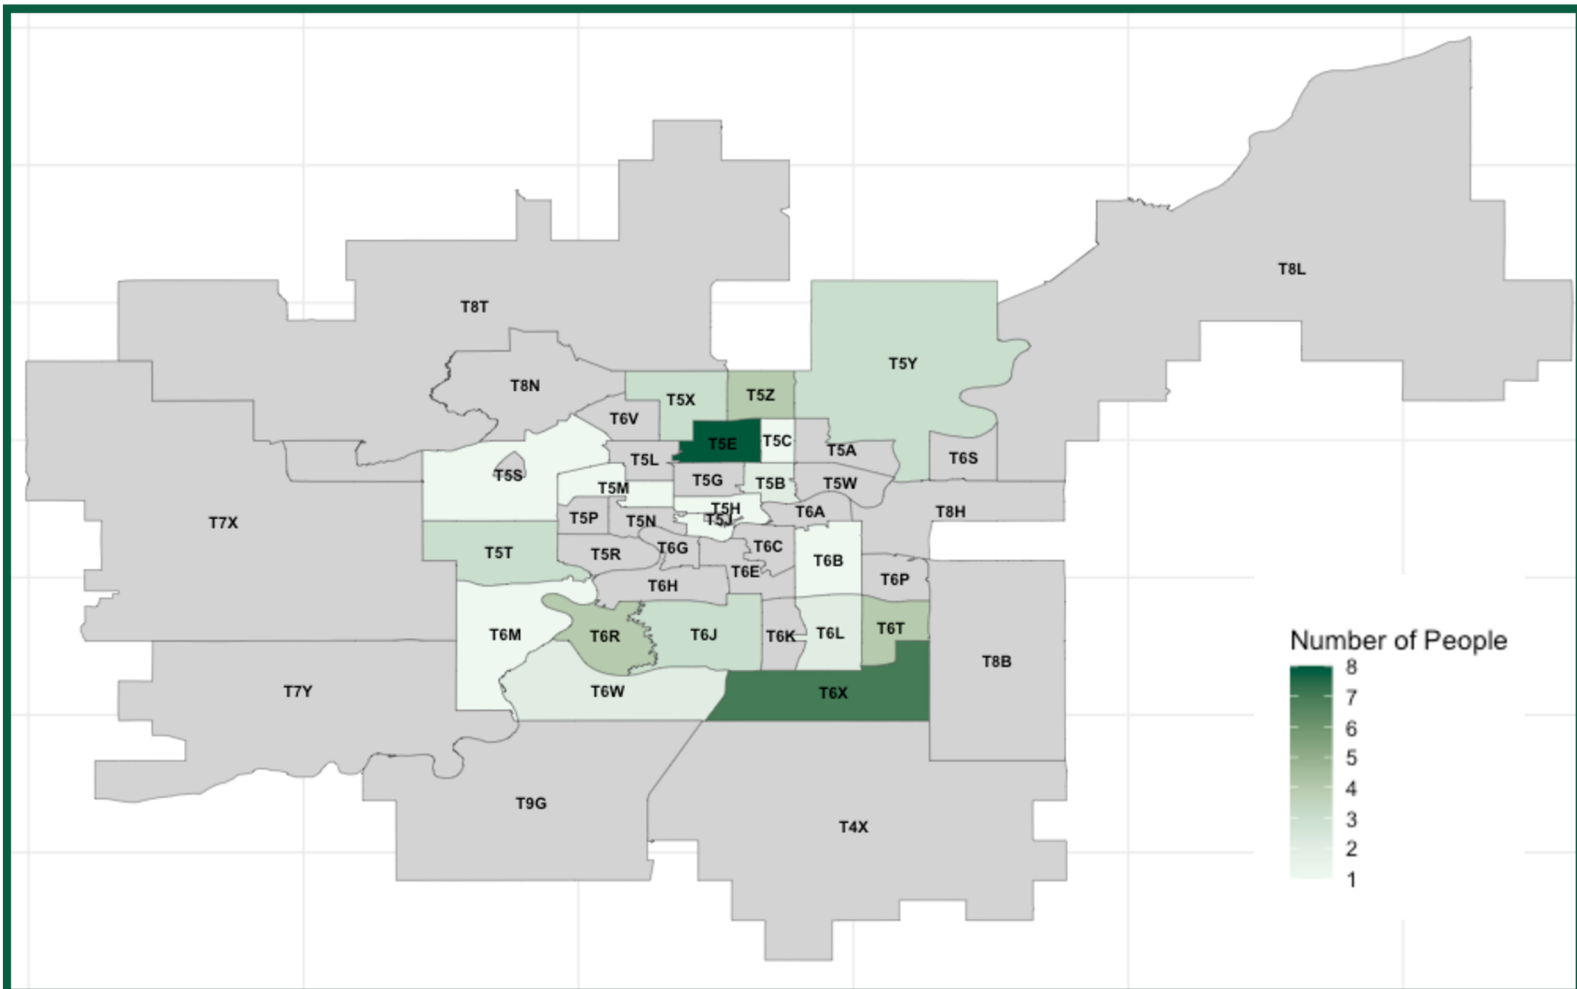 T8L
T8T
T5Y
T8N
T5X
T5Z
T6V
T5E
T5C
T5A
T5L
T6S
T5S
T5G
T5B
T5W
T5M
T5H
T6A
T8H
T5P
T5N
T5J
T7X
T5T
T5R
T6G
T6C
T6B
T6E
T6P
T6H
T6M
T6R
T6J
T6K
T6L
T6T
T8B
T7Y
T6W
T6X
T9G
T4X
Number of People
8
7
6
5
4
3
2
1